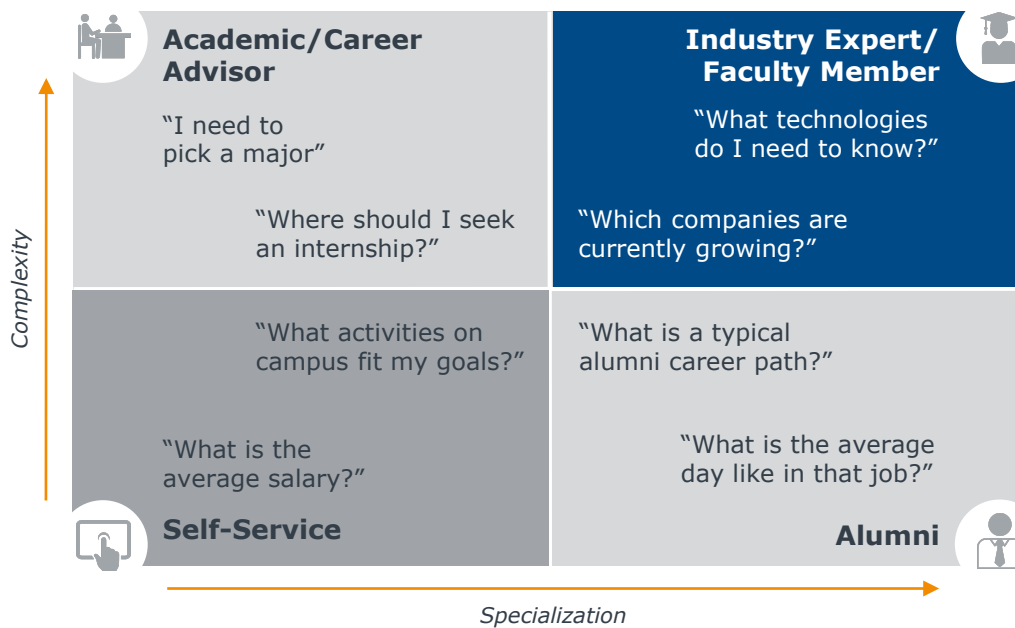 Academic/Career
Advisor
“I need to
pick a major”
“Where should I seek
an internship?”
Industry Expert/
Faculty Member
“What technologies
do I need to know?”
“Which companies are
currently growing?”
Complexity
“What activities on
campus fit my goals?”
“What is the
average salary?”
Self-Service
“What is a typical
alumni career path?”
“What is the average
day like in that job?”
Alumni
Specialization